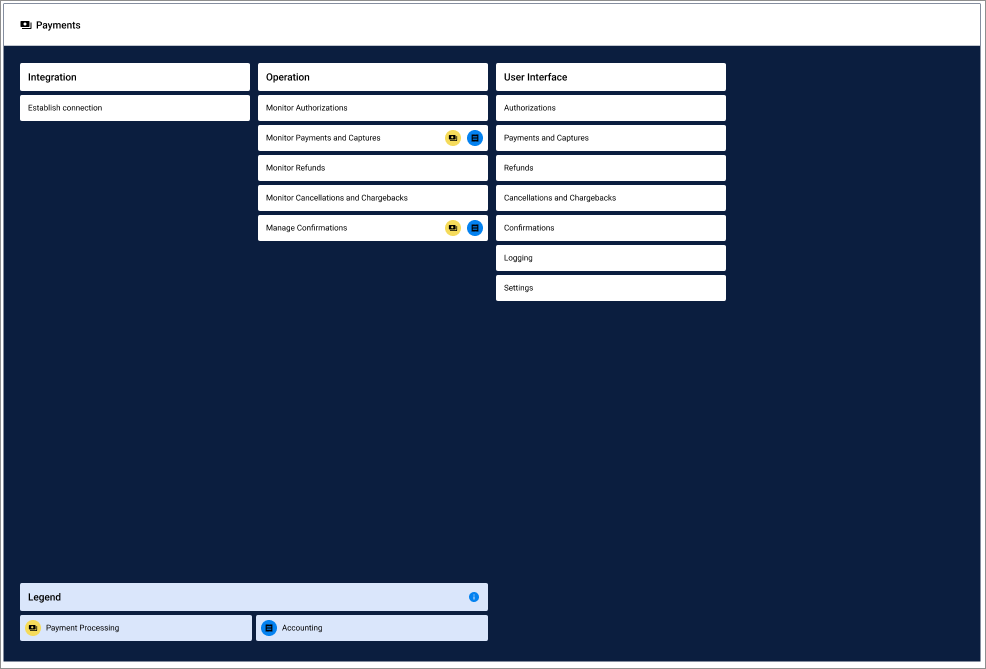 Payments
Integration
Establish connection
Operation
Monitor Authorizations
Monitor Payments and Captures
Monitor Refunds
Monitor Cancellations and Chargebacks
Manage Confirmations
User Interface
Authorizations
Payments and Captures
Refunds
Cancellations and Chargebacks
Confirmations
Logging
Settings
Legend
Payment Processing
Accounting